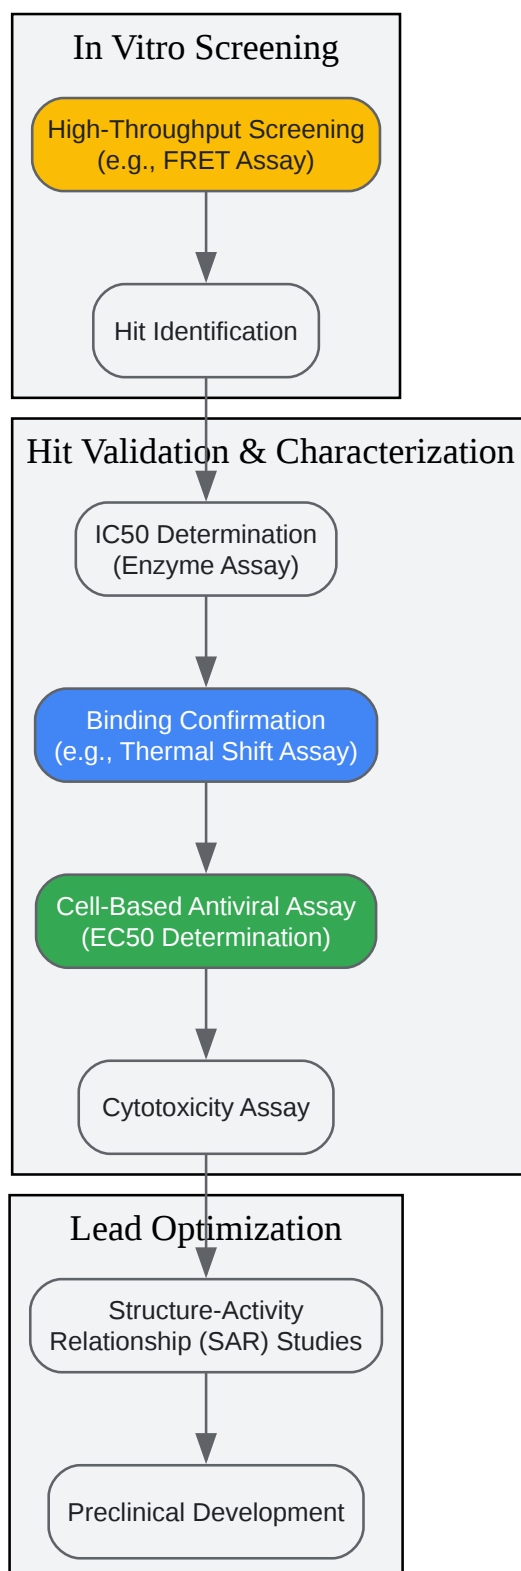 In Vitro Screening
High-Throughput Screening
(e.g., FRET Assay)
Hit Identification
Hit Validation & Characterization
IC50 Determination
(Enzyme Assay)
Binding Confirmation
(e.g., Thermal Shift Assay)
Cell-Based Antiviral Assay
(EC50 Determination)
Cytotoxicity Assay
Lead Optimization
Structure-Activity
Relationship (SAR) Studies
Preclinical Development